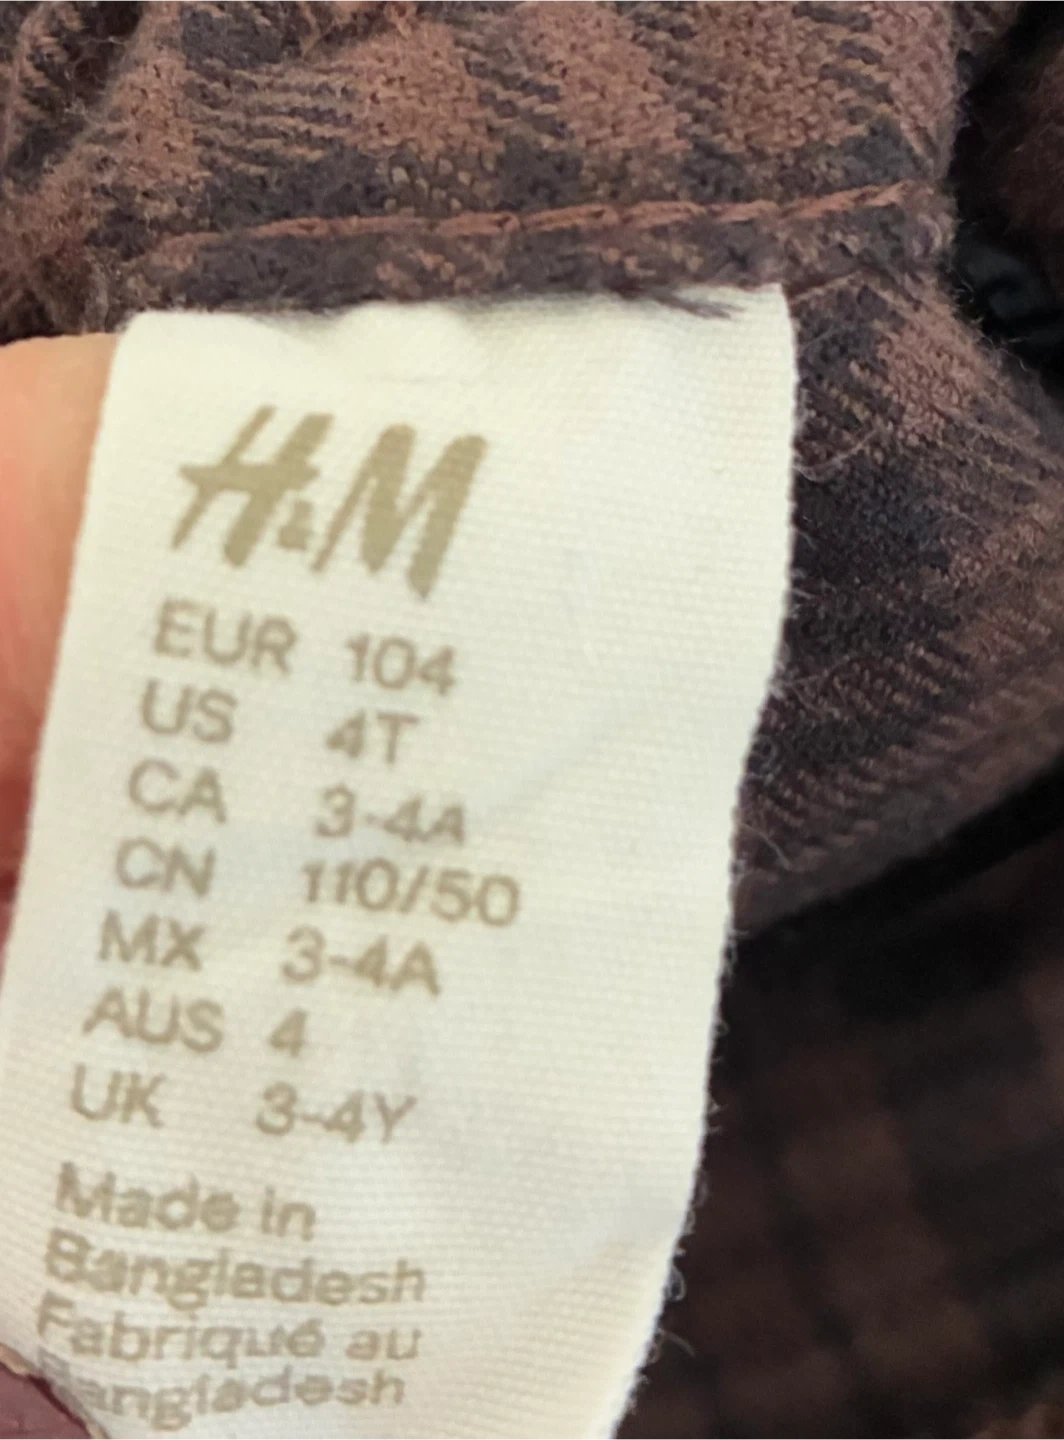 H&M
EUR 104
US 4T
CA 3-4A
CN 110/50
MX 3-4A
AUS 4
UK 3-4Y
Made in
Bangladesh
Fabriqué au
Bangladesh